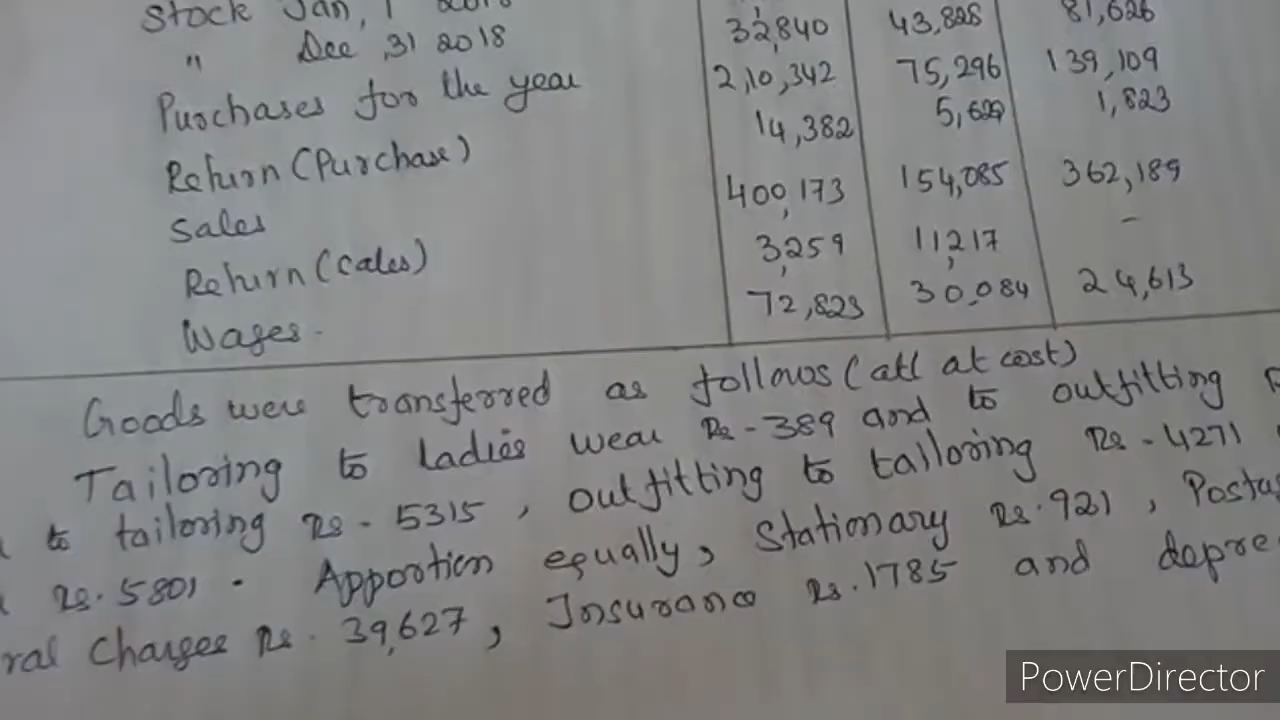 Stock Jan, 1
" Dec, 31 2018 32,840 43,828 81,626
Purchases for the year 2,10,342 75,296 139,109
Return (Purchase) 14,382 1,823
Sales 400,173 154,085 362,189
Return (Cales) 3,259 11,217 -
Wages. 72,823 30,084 24,613
Goods were transferred as follows (all at cost)
Tailoring to ladies wear Rs - 389 and to outfitting
to tailoring Rs - 5315, outfitting to tailoring Rs - 4271
Rs. 5801. Apportion equally, Stationary Rs. 921,
ral Charges Rs. 39,627, Insurance Rs. 1785 and depre
PowerDirector